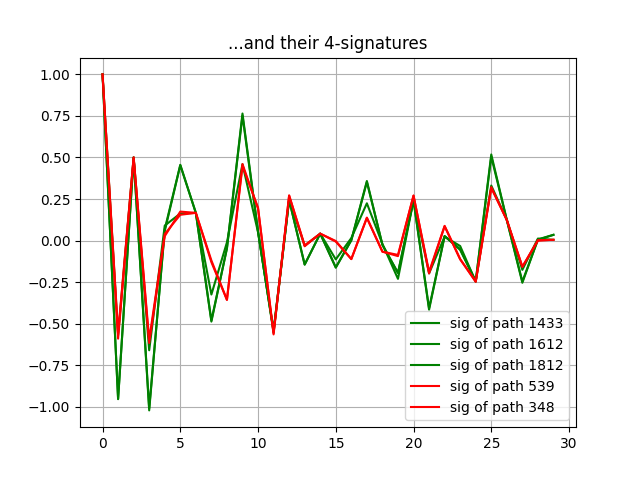 ...and their 4-signatures
1.00
0.75
0.50
0.25
0.00
−0.25
−0.50
−0.75
−1.00
0 5 10 15 20 25 30
sig of path 1433
sig of path 1612
sig of path 1812
sig of path 539
sig of path 348